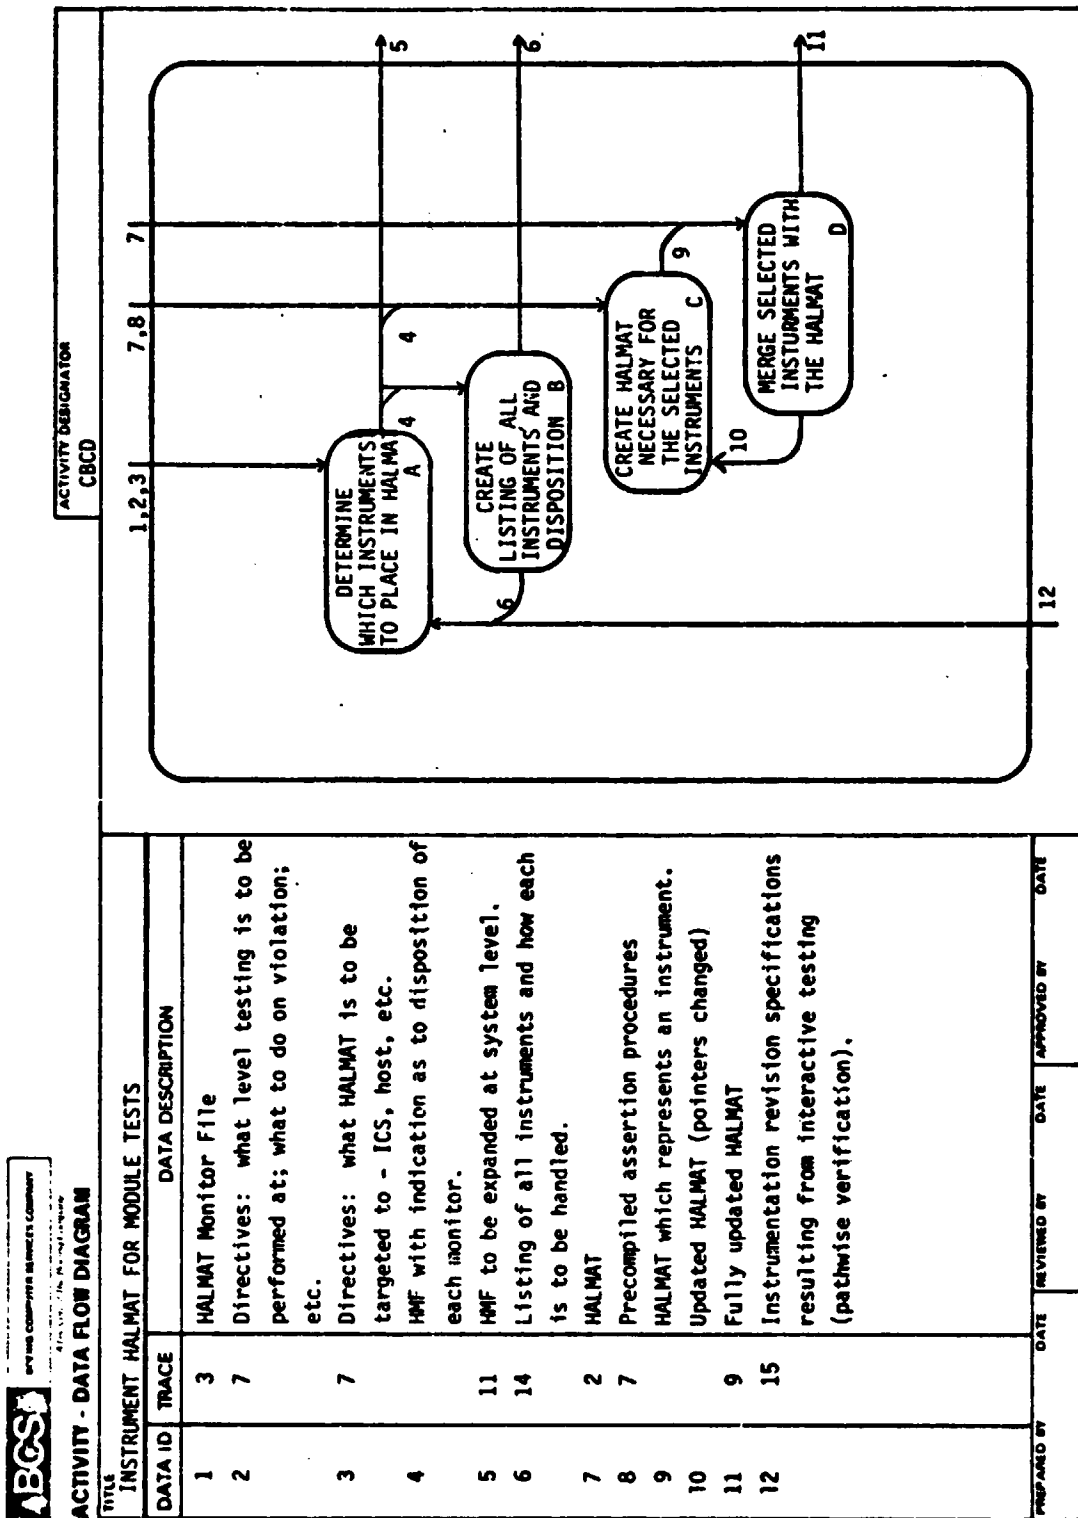 BCS
BOEING COMPUTER SERVICES COMPANY
ACTIVITY - DATA FLOW DIAGRAM
TITLE
INSTRUMENT HALMAT FOR MODULE TESTS
ACTIVITY DESIGNATOR
CBCD
DATA ID TRACE DATA DESCRIPTION
1 3 HALMAT Monitor File
2 7 Directives: what level testing is to be
performed at; what to do on violation;
etc.
3 7 Directives: what HALMAT is to be
targeted to - ICS, host, etc.
4 HMF with indication as to disposition of
each monitor.
5 11 HMF to be expanded at system level.
6 14 Listing of all instruments and how each
is to be handled.
7 2 HALMAT
8 7 Precompiled assertion procedures
9 HALMAT which represents an instrument.
10 Updated HALMAT (pointers changed)
11 9 Fully updated HALMAT
12 15 Instrumentation revision specifications
resulting from interactive testing
(pathwise verification).
1,2,3
7,8
7
DETERMINE
WHICH INSTRUMENTS
TO PLACE IN HALMAT
A
4
4
5
CREATE
LISTING OF ALL
INSTRUMENTS AND
DISPOSITION B
6
6
CREATE HALMAT
NECESSARY FOR
THE SELECTED
INSTRUMENTS C
9
10
MERGE SELECTED
INSTURMENTS WITH
THE HALMAT
D
11
12
PREPARED BY DATE REVIEWED BY DATE APPROVED BY DATE